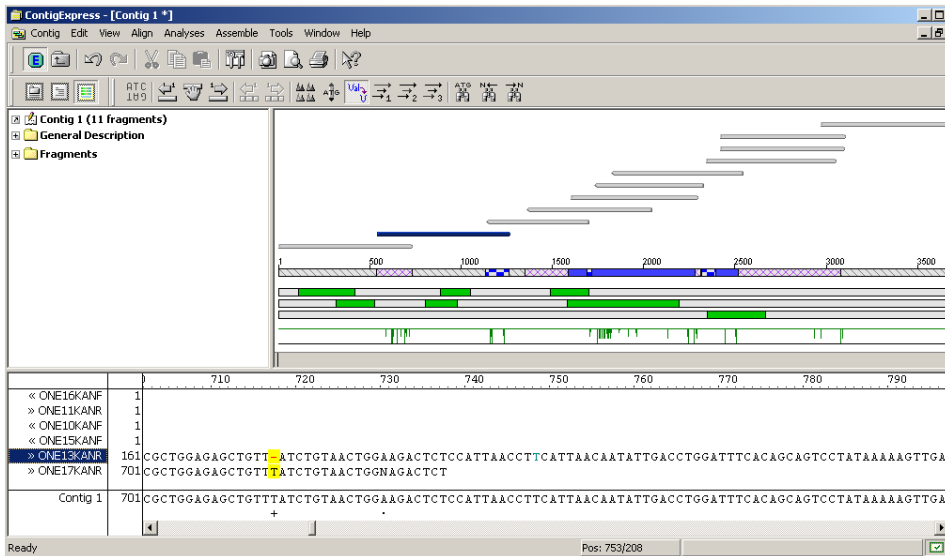 ContigExpress - [Contig 1 *]
Contig Edit View Align Analyses Assemble Tools Window Help
Contig 1 (11 fragments)
General Description
Fragments
1 500 1000 1500 2000 2500 3000 3500
710 720 730 740 750 760 770 780 790
« ONE16KANF 1
» ONE11KANR 1
« ONE10KANF 1
« ONE15KANF 1
» ONE13KANR 161 CGCTGGAGAGCTGTT-ATCTGTAACTGGAAGACTCTCCATTAACCTTCATTAACAATATTGACCTGGATTTCACAGCAGTCCTATAAAAAGTTGA
» ONE17KANR 701 CGCTGGAGAGCTGTTTATCTGTAACTGGNAGACTCT
Contig 1 701 CGCTGGAGAGCTGTTTATCTGTAACTGGAAGACTCTCCATTAACCTTCATTAACAATATTGACCTGGATTTCACAGCAGTCCTATAAAAAGTTGA
+ .
Ready Pos: 753/208